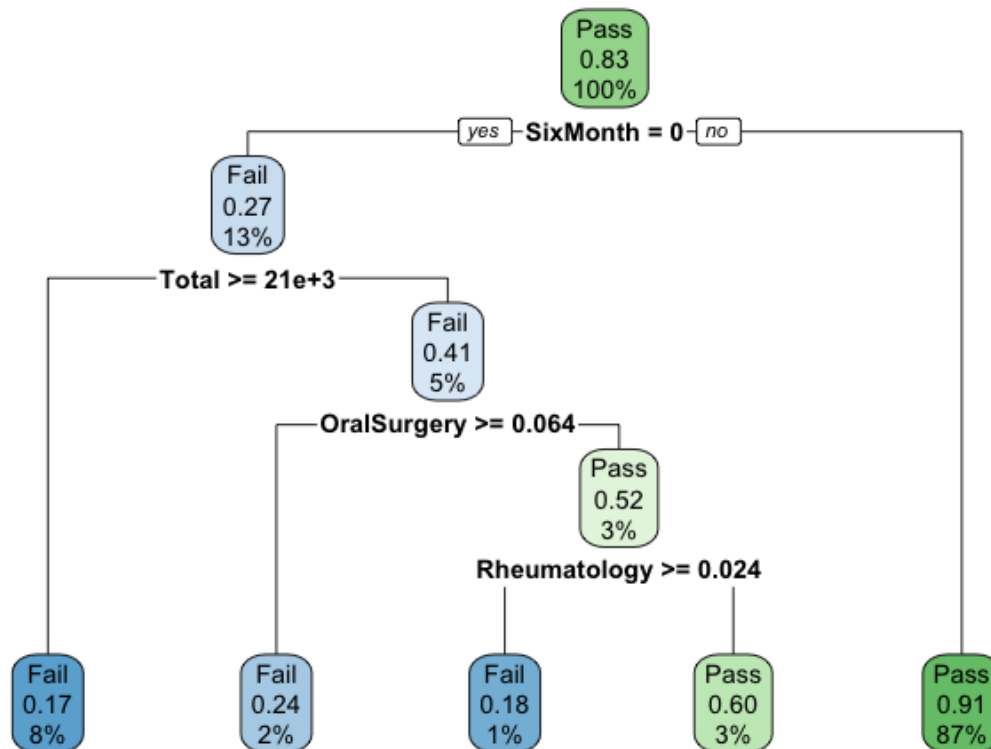 Pass
0.83
100%
yes SixMonth = 0 no
Fail
0.27
13%
Total >= 21e+3
Fail
0.41
5%
OralSurgery >= 0.064
Pass
0.52
3%
Rheumatology >= 0.024
Fail
0.17
8%
Fail
0.24
2%
Fail
0.18
1%
Pass
0.60
3%
Pass
0.91
87%